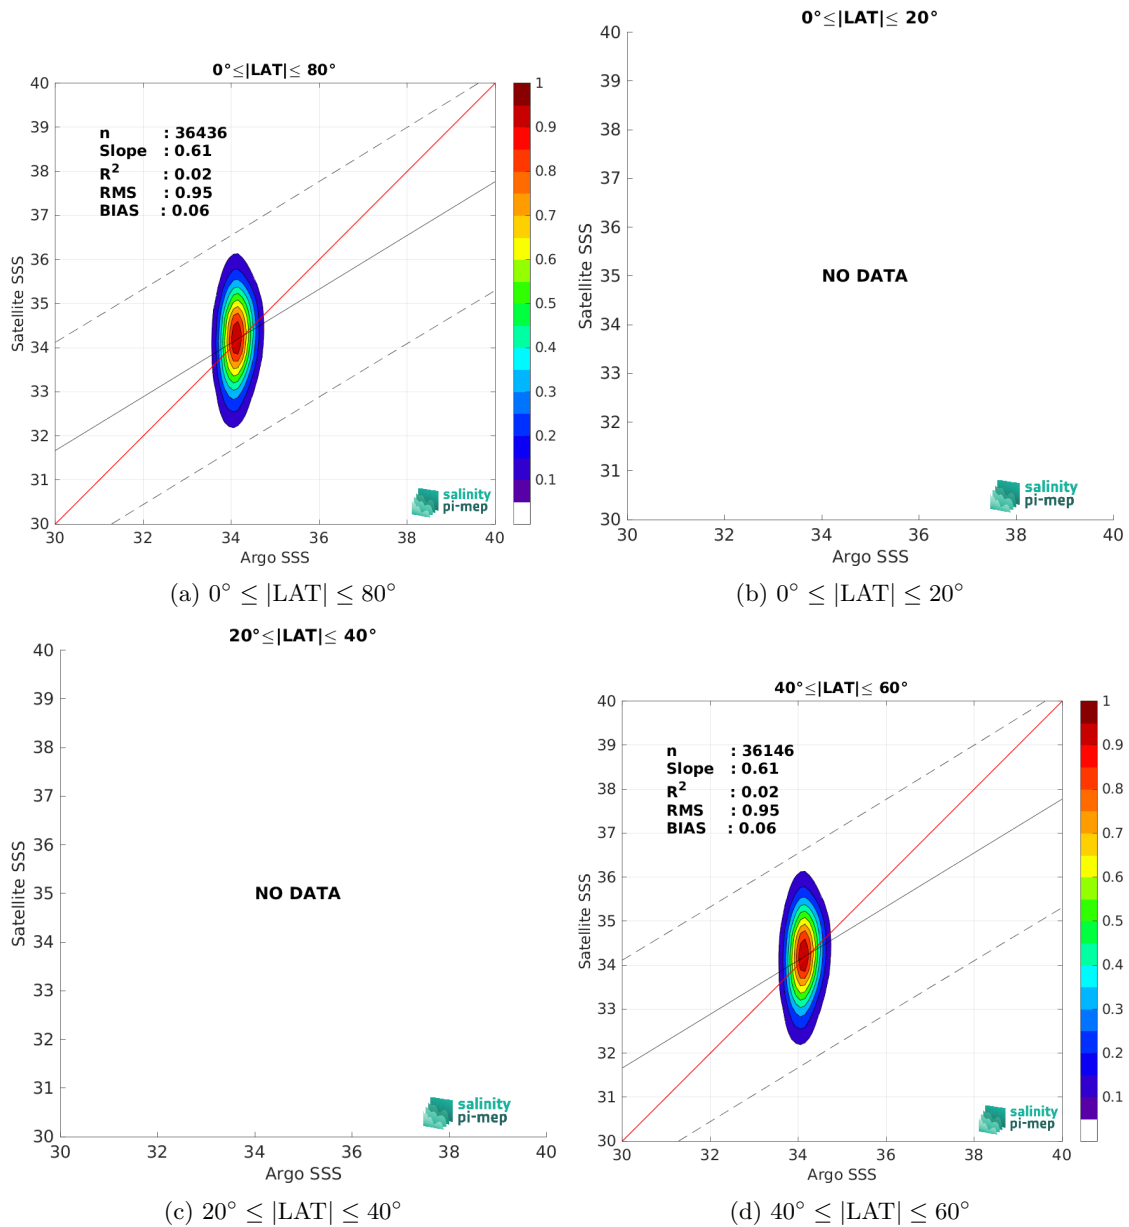 0°≤|LAT|≤ 80°
40
39
38
37
36
35
34
33
32
31
30
n : 36436
Slope : 0.61
R² : 0.02
RMS : 0.95
BIAS : 0.06
Satellite SSS
30 32 34 36 38 40
Argo SSS
1
0.9
0.8
0.7
0.6
0.5
0.4
0.3
0.2
0.1
salinity
pi-mep
(a) 0° ≤ |LAT| ≤ 80°
0°≤|LAT|≤ 20°
40
39
38
37
36
35
34
33
32
31
30
Satellite SSS
NO DATA
salinity
pi-mep
30 32 34 36 38 40
Argo SSS
(b) 0° ≤ |LAT| ≤ 20°
20°≤|LAT|≤ 40°
40
39
38
37
36
35
34
33
32
31
30
Satellite SSS
NO DATA
salinity
pi-mep
30 32 34 36 38 40
Argo SSS
(c) 20° ≤ |LAT| ≤ 40°
40°≤|LAT|≤ 60°
40
39
38
37
36
35
34
33
32
31
30
n : 36146
Slope : 0.61
R² : 0.02
RMS : 0.95
BIAS : 0.06
Satellite SSS
30 32 34 36 38 40
Argo SSS
1
0.9
0.8
0.7
0.6
0.5
0.4
0.3
0.2
0.1
salinity
pi-mep
(d) 40° ≤ |LAT| ≤ 60°